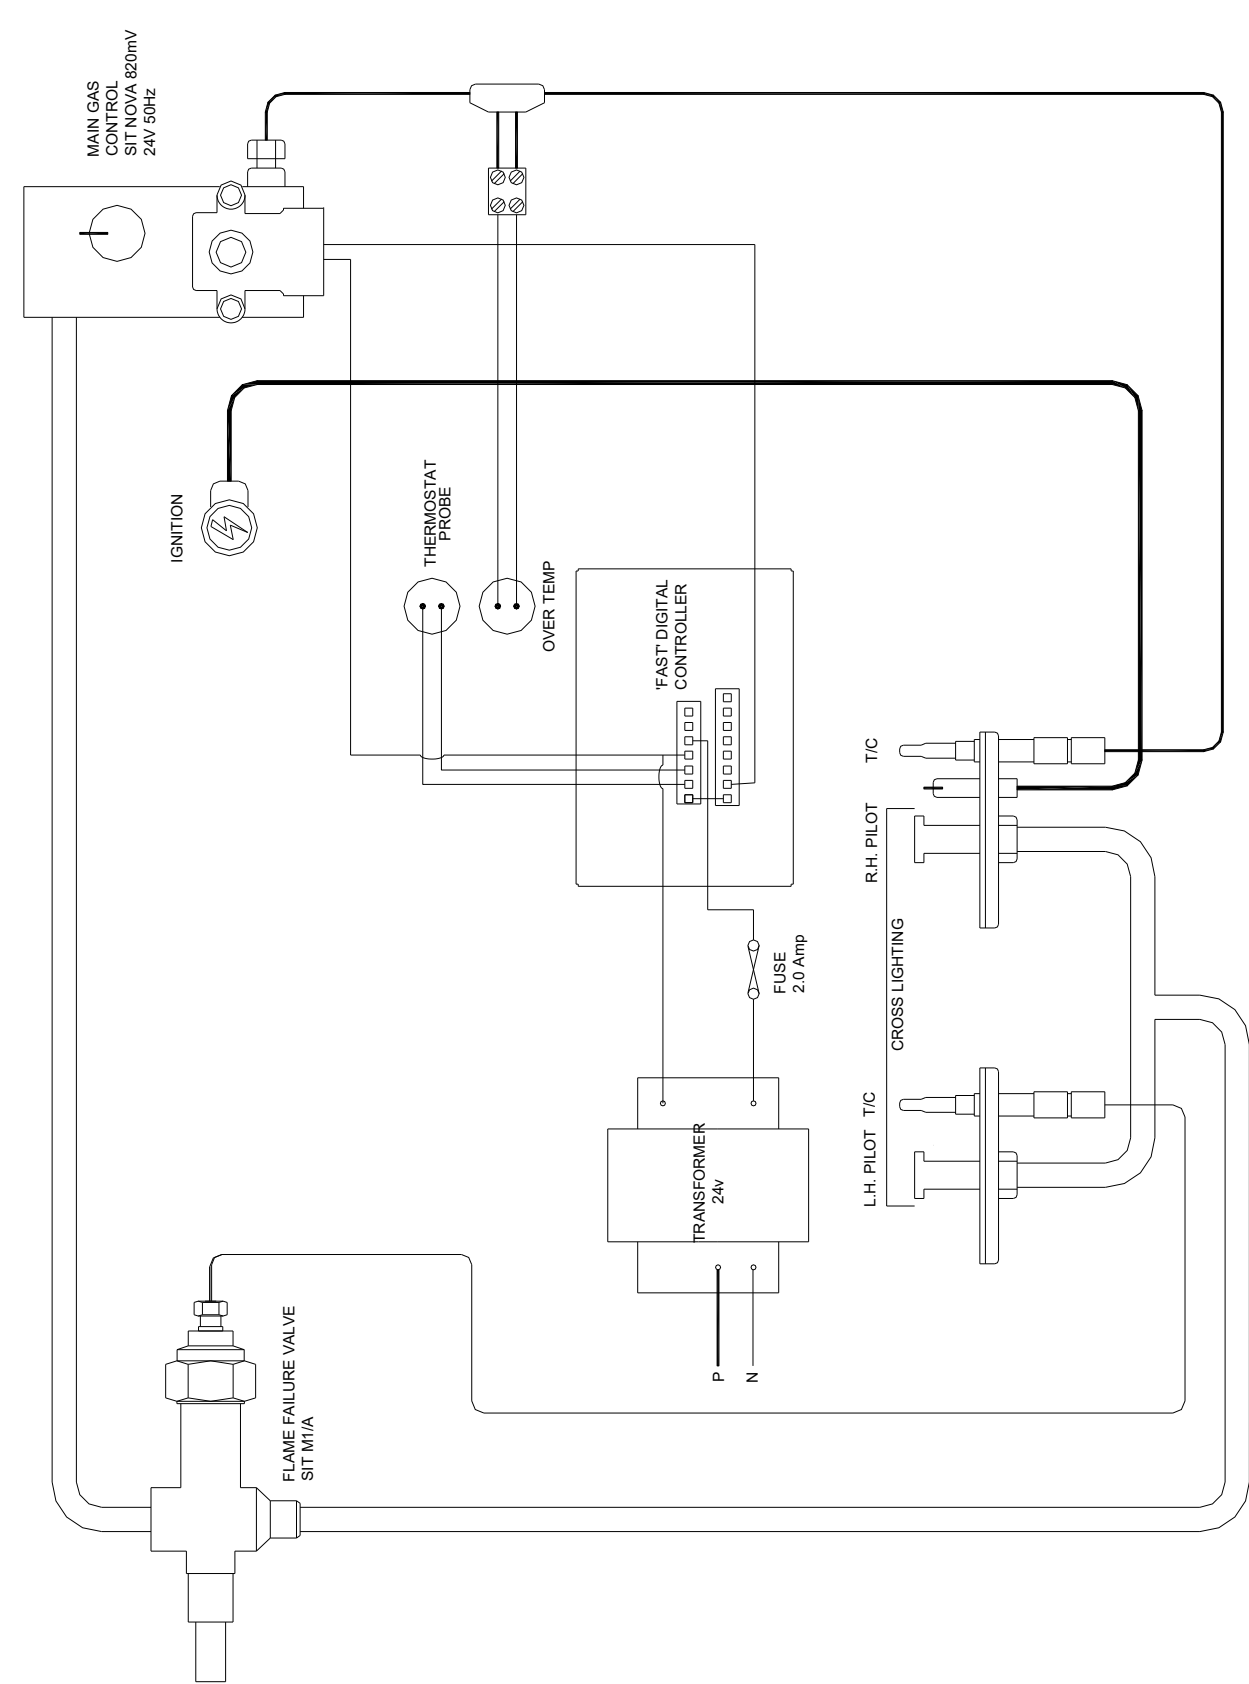 MAIN GAS
CONTROL
SIT NOVA 820mV
24V 50Hz
IGNITION
THERMOSTAT
PROBE
OVER TEMP
'FAST' DIGITAL
CONTROLLER
T/C
R.H. PILOT
CROSS LIGHTING
FUSE
2.0 Amp
T/C
L.H. PILOT
TRANSFORMER
24v
P
N
FLAME FAILURE VALVE
SIT M1/A